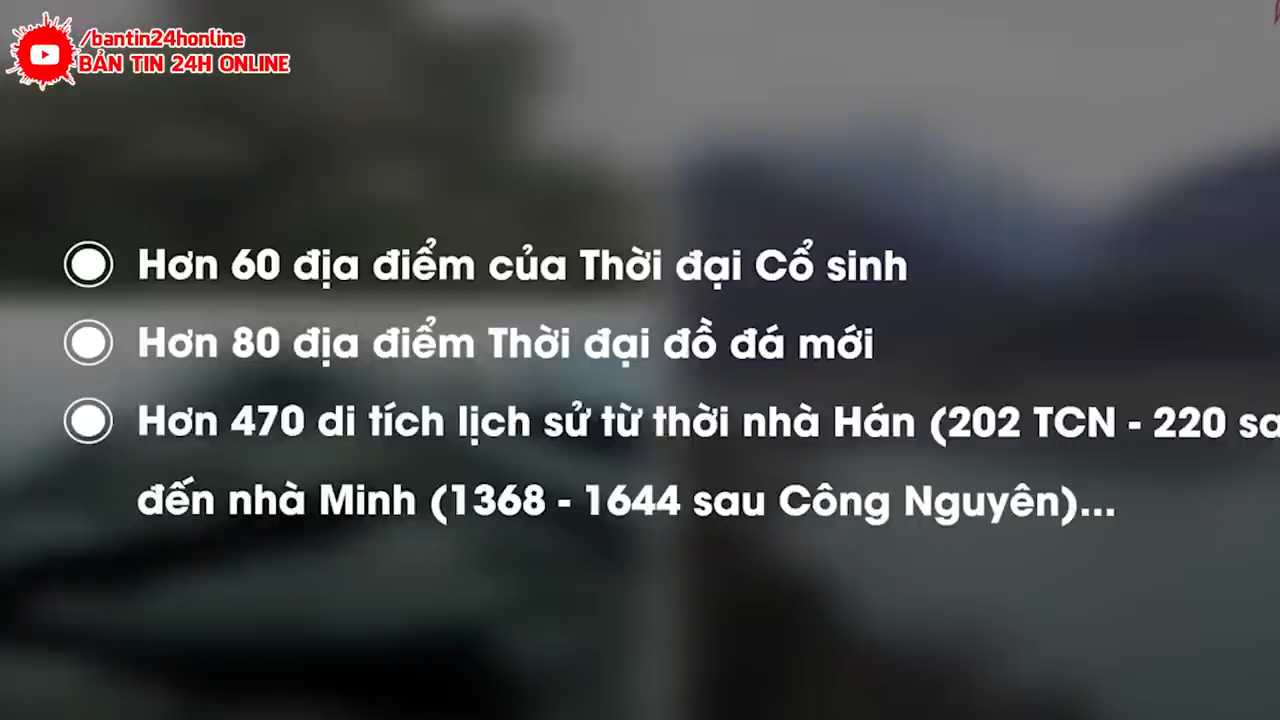 /bantin24honline
BẢN TIN 24H ONLINE
Hơn 60 địa điểm của Thời đại Cổ sinh
Hơn 80 địa điểm Thời đại đồ đá mới
Hơn 470 di tích lịch sử từ thời nhà Hán (202 TCN - 220
đến nhà Minh (1368 - 1644 sau Công Nguyên)...